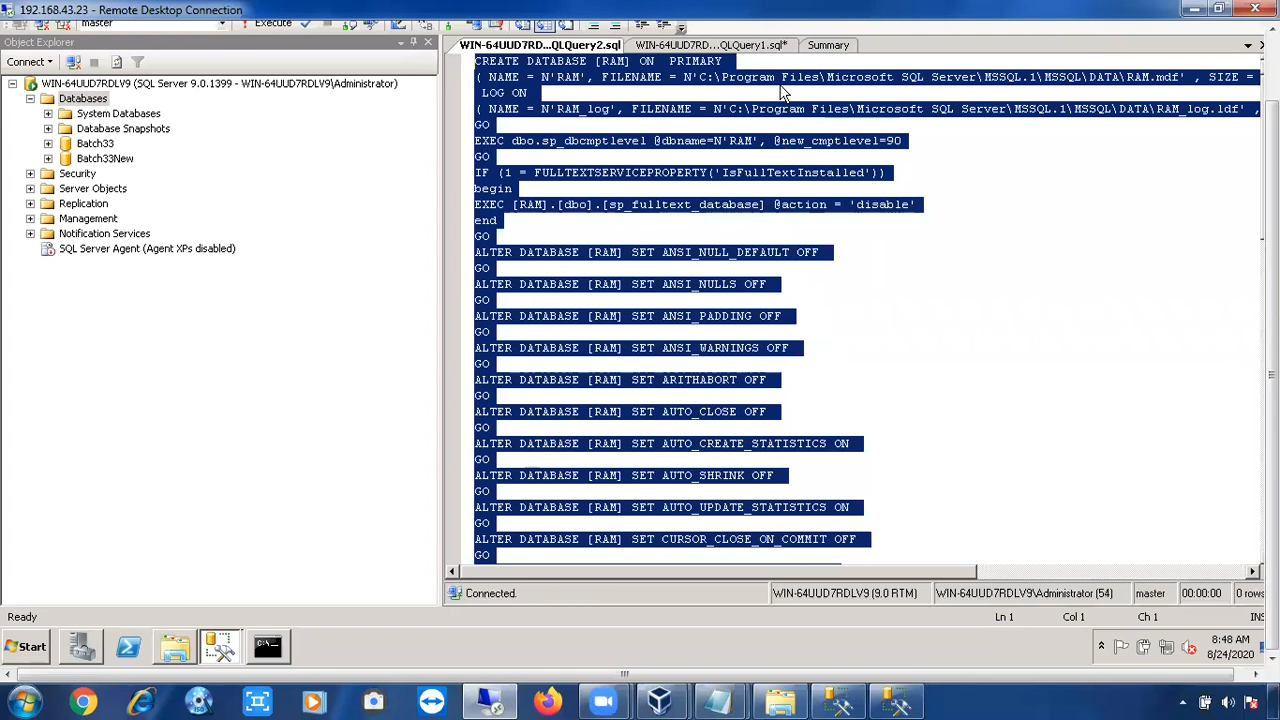 192.168.43.23 - Remote Desktop Connection
master
Execute
Object Explorer
WIN-64UUD7RD...QLQuery2.sql
WIN-64UUD7RD...QLQuery1.sql*
Summary
Connect
WIN-64UUD7RDLV9 (SQL Server 9.0.1399 - WIN-64UUD7RDLV9\Administrator)
Databases
System Databases
Database Snapshots
Batch33
Batch33New
Security
Server Objects
Replication
Management
Notification Services
SQL Server Agent (Agent XPs disabled)
CREATE DATABASE [RAM] ON PRIMARY
( NAME = N'RAM', FILENAME = N'C:\Program Files\Microsoft SQL Server\MSSQL.1\MSSQL\DATA\RAM.mdf' , SIZE =
LOG ON
( NAME = N'RAM_log', FILENAME = N'C:\Program Files\Microsoft SQL Server\MSSQL.1\MSSQL\DATA\RAM_log.ldf' ,
GO
EXEC dbo.sp_dbcmptlevel @dbname=N'RAM', @new_cmptlevel=90
GO
IF (1 = FULLTEXTSERVICEPROPERTY('IsFullTextInstalled'))
begin
EXEC [RAM].[dbo].[sp_fulltext_database] @action = 'disable'
end
GO
ALTER DATABASE [RAM] SET ANSI_NULL_DEFAULT OFF
GO
ALTER DATABASE [RAM] SET ANSI_NULLS OFF
GO
ALTER DATABASE [RAM] SET ANSI_PADDING OFF
GO
ALTER DATABASE [RAM] SET ANSI_WARNINGS OFF
GO
ALTER DATABASE [RAM] SET ARITHABORT OFF
GO
ALTER DATABASE [RAM] SET AUTO_CLOSE OFF
GO
ALTER DATABASE [RAM] SET AUTO_CREATE_STATISTICS ON
GO
ALTER DATABASE [RAM] SET AUTO_SHRINK OFF
GO
ALTER DATABASE [RAM] SET AUTO_UPDATE_STATISTICS ON
GO
ALTER DATABASE [RAM] SET CURSOR_CLOSE_ON_COMMIT OFF
GO
Connected.
WIN-64UUD7RDLV9 (9.0 RTM)
WIN-64UUD7RDLV9\Administrator (54)
master
00:00:00
0 rows
Ready
Ln 1
Col 1
Ch 1
INS
Start
8:48 AM
8/24/2020
8:48 AM